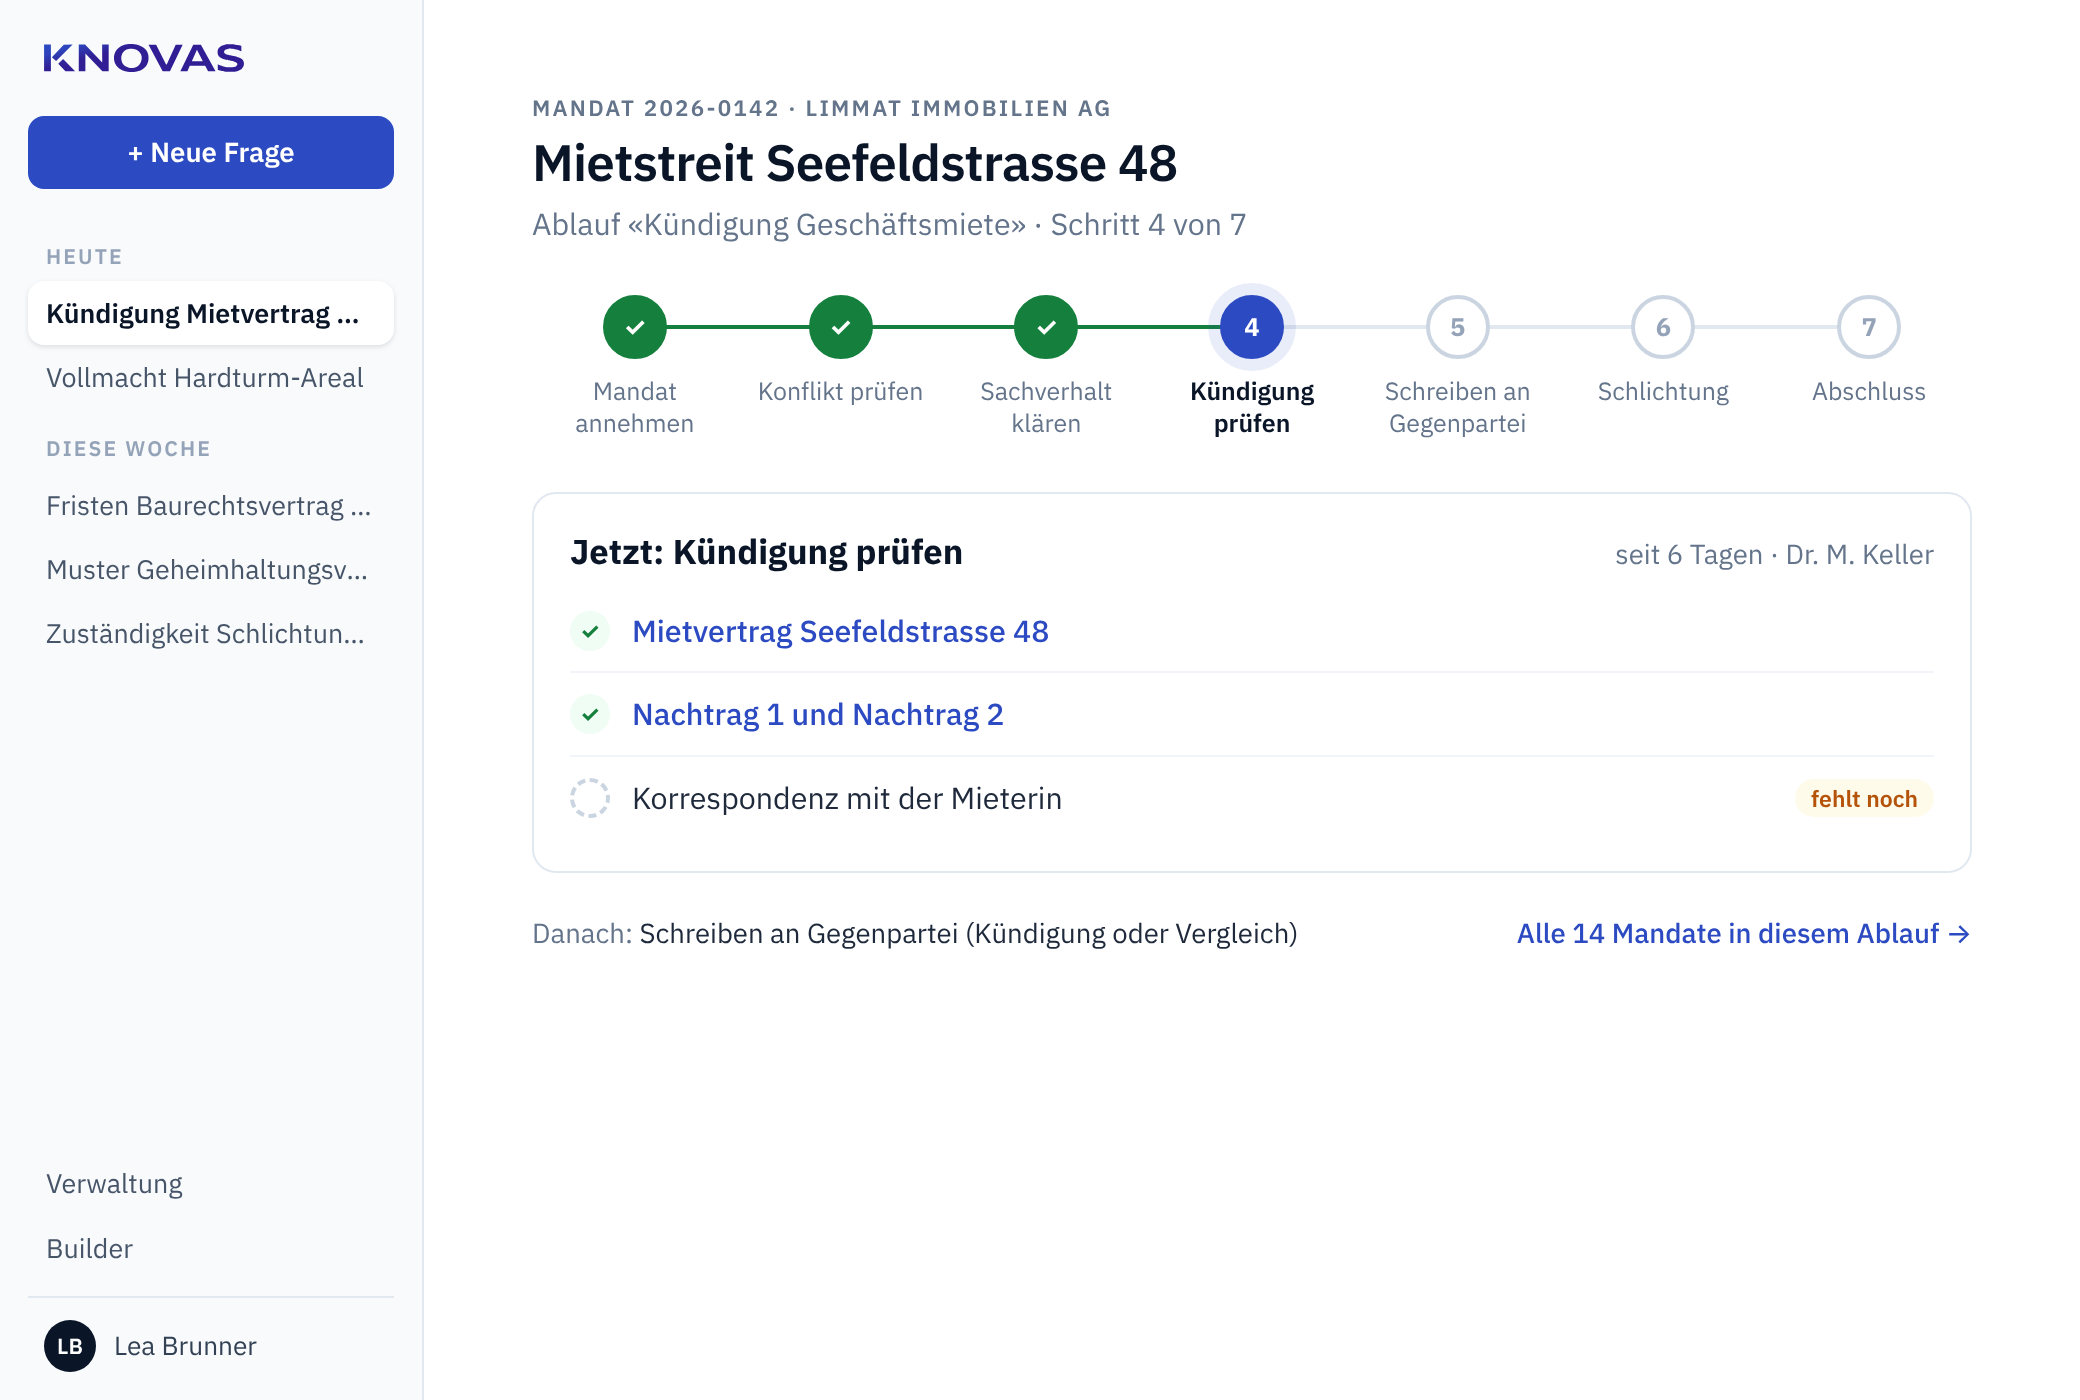 KNOVAS
+ Neue Frage
HEUTE
Kündigung Mietvertrag ...
Vollmacht Hardturm-Areal
DIESE WOCHE
Fristen Baurechtsvertrag ...
Muster Geheimhaltungsv...
Zuständigkeit Schlichtun...
Verwaltung
Builder
LB Lea Brunner
MANDAT 2026-0142 · LIMMAT IMMOBILIEN AG
Mietstreit Seefeldstrasse 48
Ablauf «Kündigung Geschäftsmiete» · Schritt 4 von 7
4 5 6 7
Mandat annehmen
Konflikt prüfen
Sachverhalt klären
Kündigung prüfen
Schreiben an Gegenpartei
Schlichtung
Abschluss
Jetzt: Kündigung prüfen
seit 6 Tagen · Dr. M. Keller
Mietvertrag Seefeldstrasse 48
Nachtrag 1 und Nachtrag 2
Korrespondenz mit der Mieterin
fehlt noch
Danach: Schreiben an Gegenpartei (Kündigung oder Vergleich)
Alle 14 Mandate in diesem Ablauf →